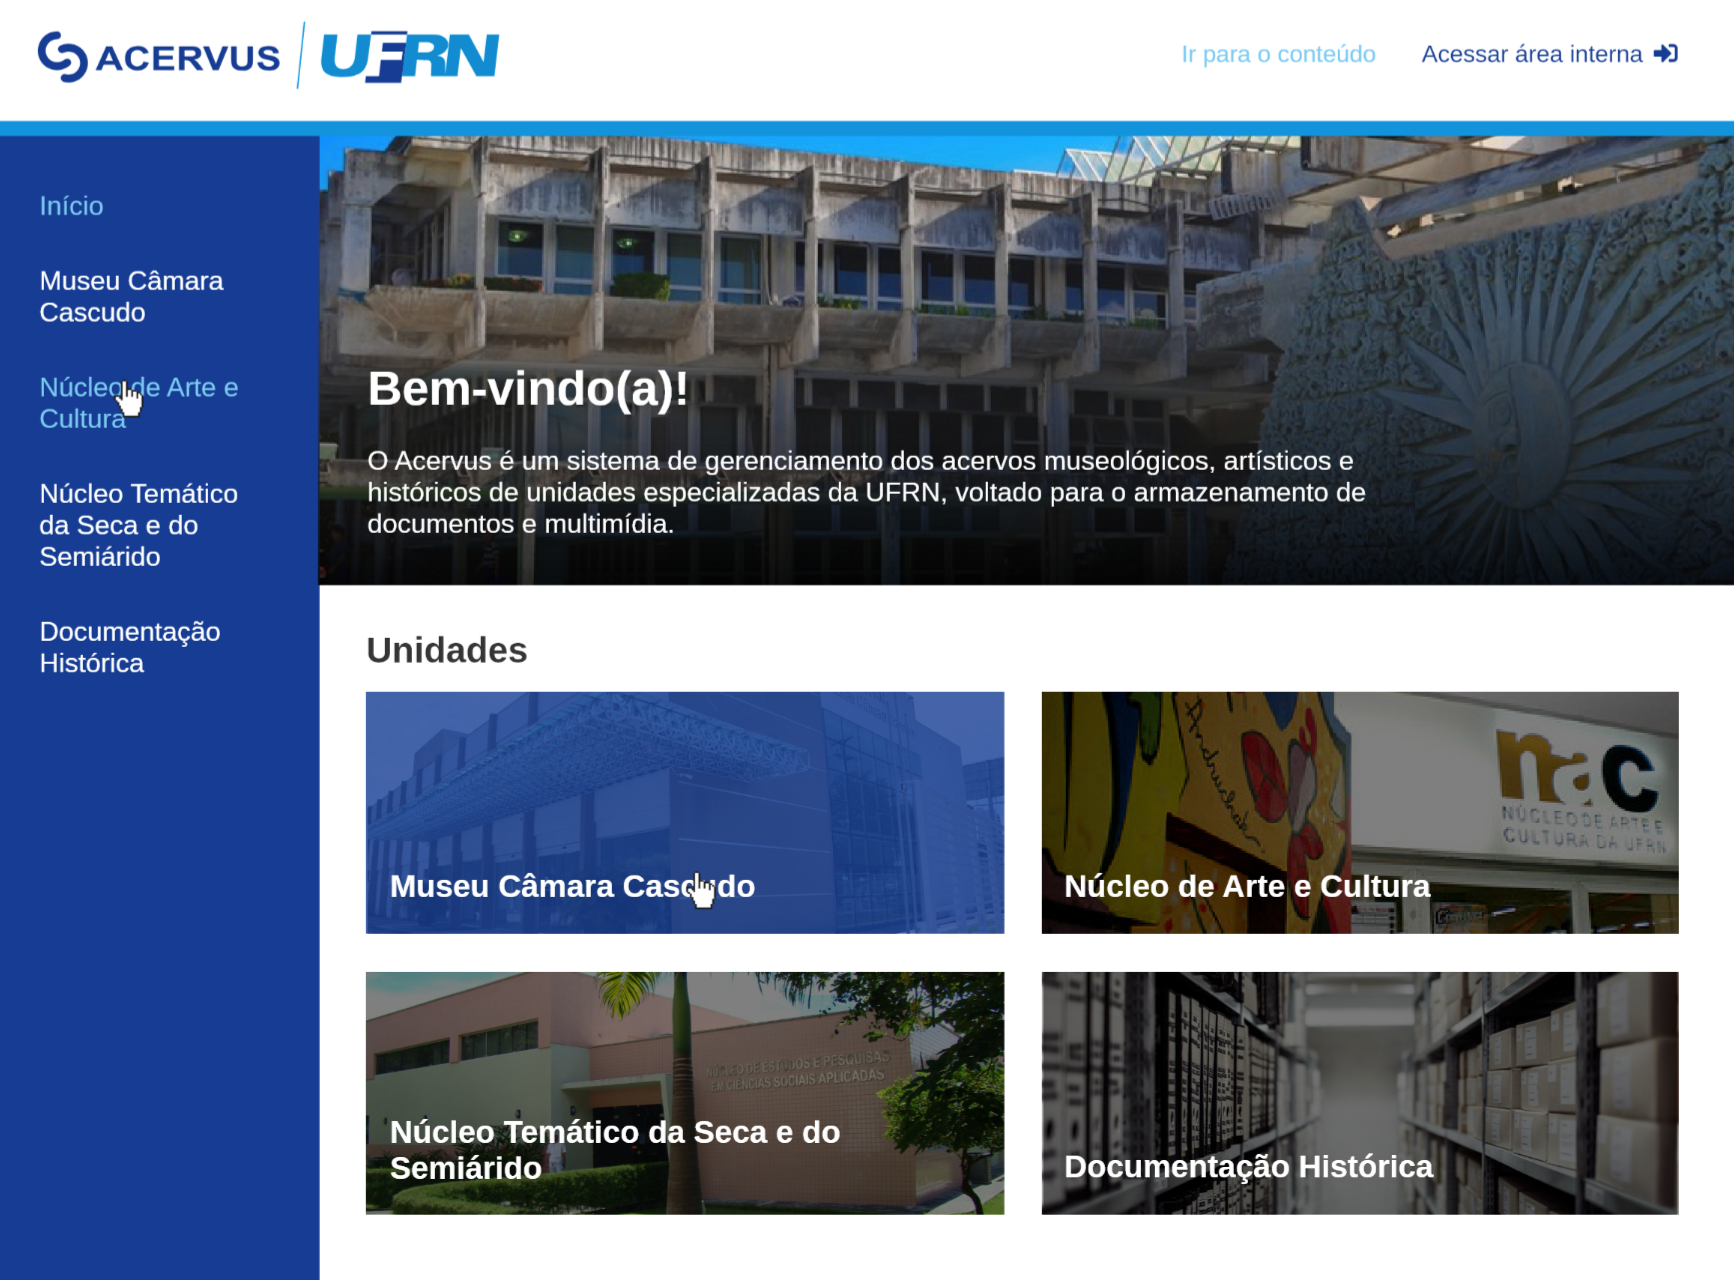 ACERVUS UFRN
Ir para o conteúdo
Acessar área interna
Início
Museu Câmara
Cascudo
Núcleo de Arte e
Cultura
Núcleo Temático
da Seca e do
Semiárido
Documentação
Histórica
Bem-vindo(a)!
O Acervus é um sistema de gerenciamento dos acervos museológicos, artísticos e
históricos de unidades especializadas da UFRN, voltado para o armazenamento de
documentos e multimídia.
Unidades
Museu Câmara Cascudo
nac
NÚCLEO DE ARTE E
CULTURA DA UFRN
Núcleo de Arte e Cultura
NÚCLEO DE ESTUDOS E PESQUISAS
EM CIÊNCIAS SOCIAIS APLICADAS
Núcleo Temático da Seca e do
Semiárido
Documentação Histórica